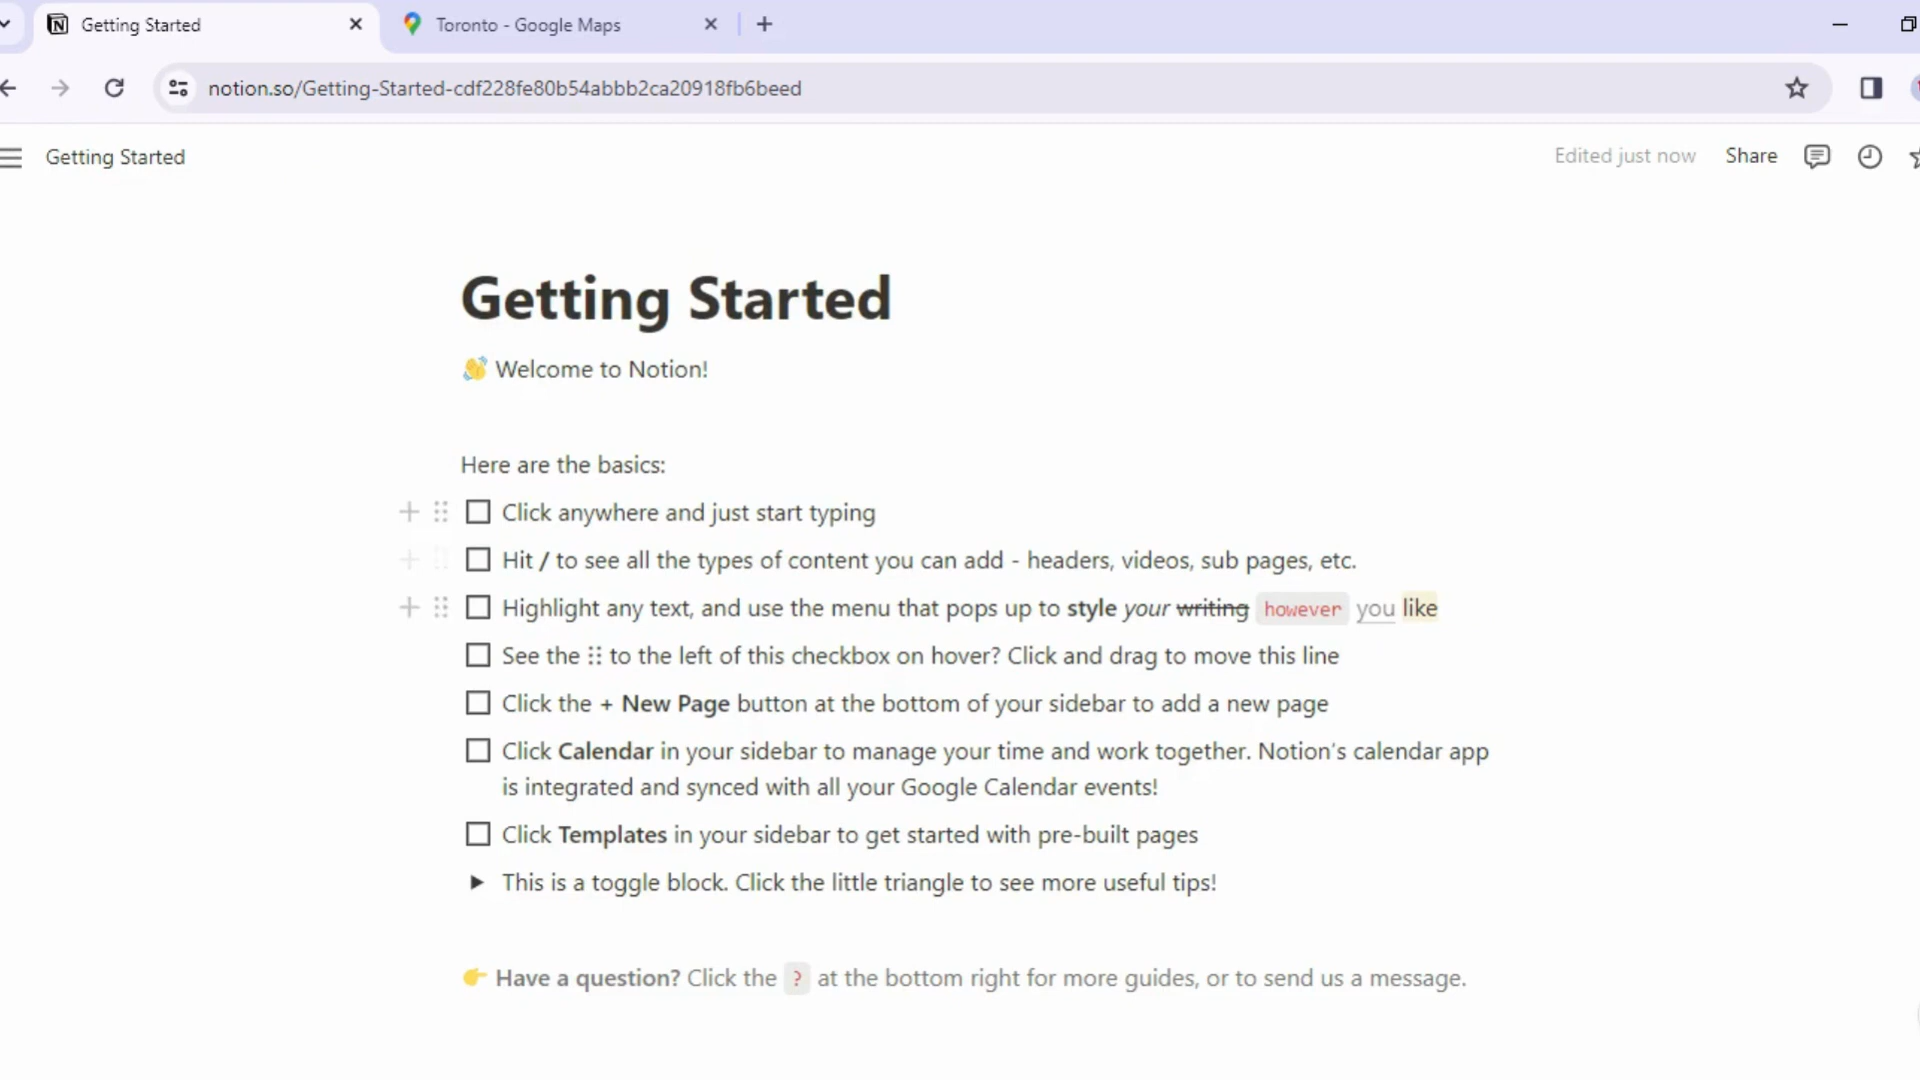 Getting Started
Toronto - Google Maps
notion.so/Getting-Started-cdf228fe80b54abbb2ca20918fb6beed
Getting Started
Edited just now
Share
Getting Started
👋 Welcome to Notion!
Here are the basics:
Click anywhere and just start typing
Hit / to see all the types of content you can add - headers, videos, sub pages, etc.
Highlight any text, and use the menu that pops up to style your writing however you like
See the ⋮⋮ to the left of this checkbox on hover? Click and drag to move this line
Click the + New Page button at the bottom of your sidebar to add a new page
Click Calendar in your sidebar to manage your time and work together. Notion's calendar app
is integrated and synced with all your Google Calendar events!
Click Templates in your sidebar to get started with pre-built pages
This is a toggle block. Click the little triangle to see more useful tips!
👉 Have a question? Click the ? at the bottom right for more guides, or to send us a message.